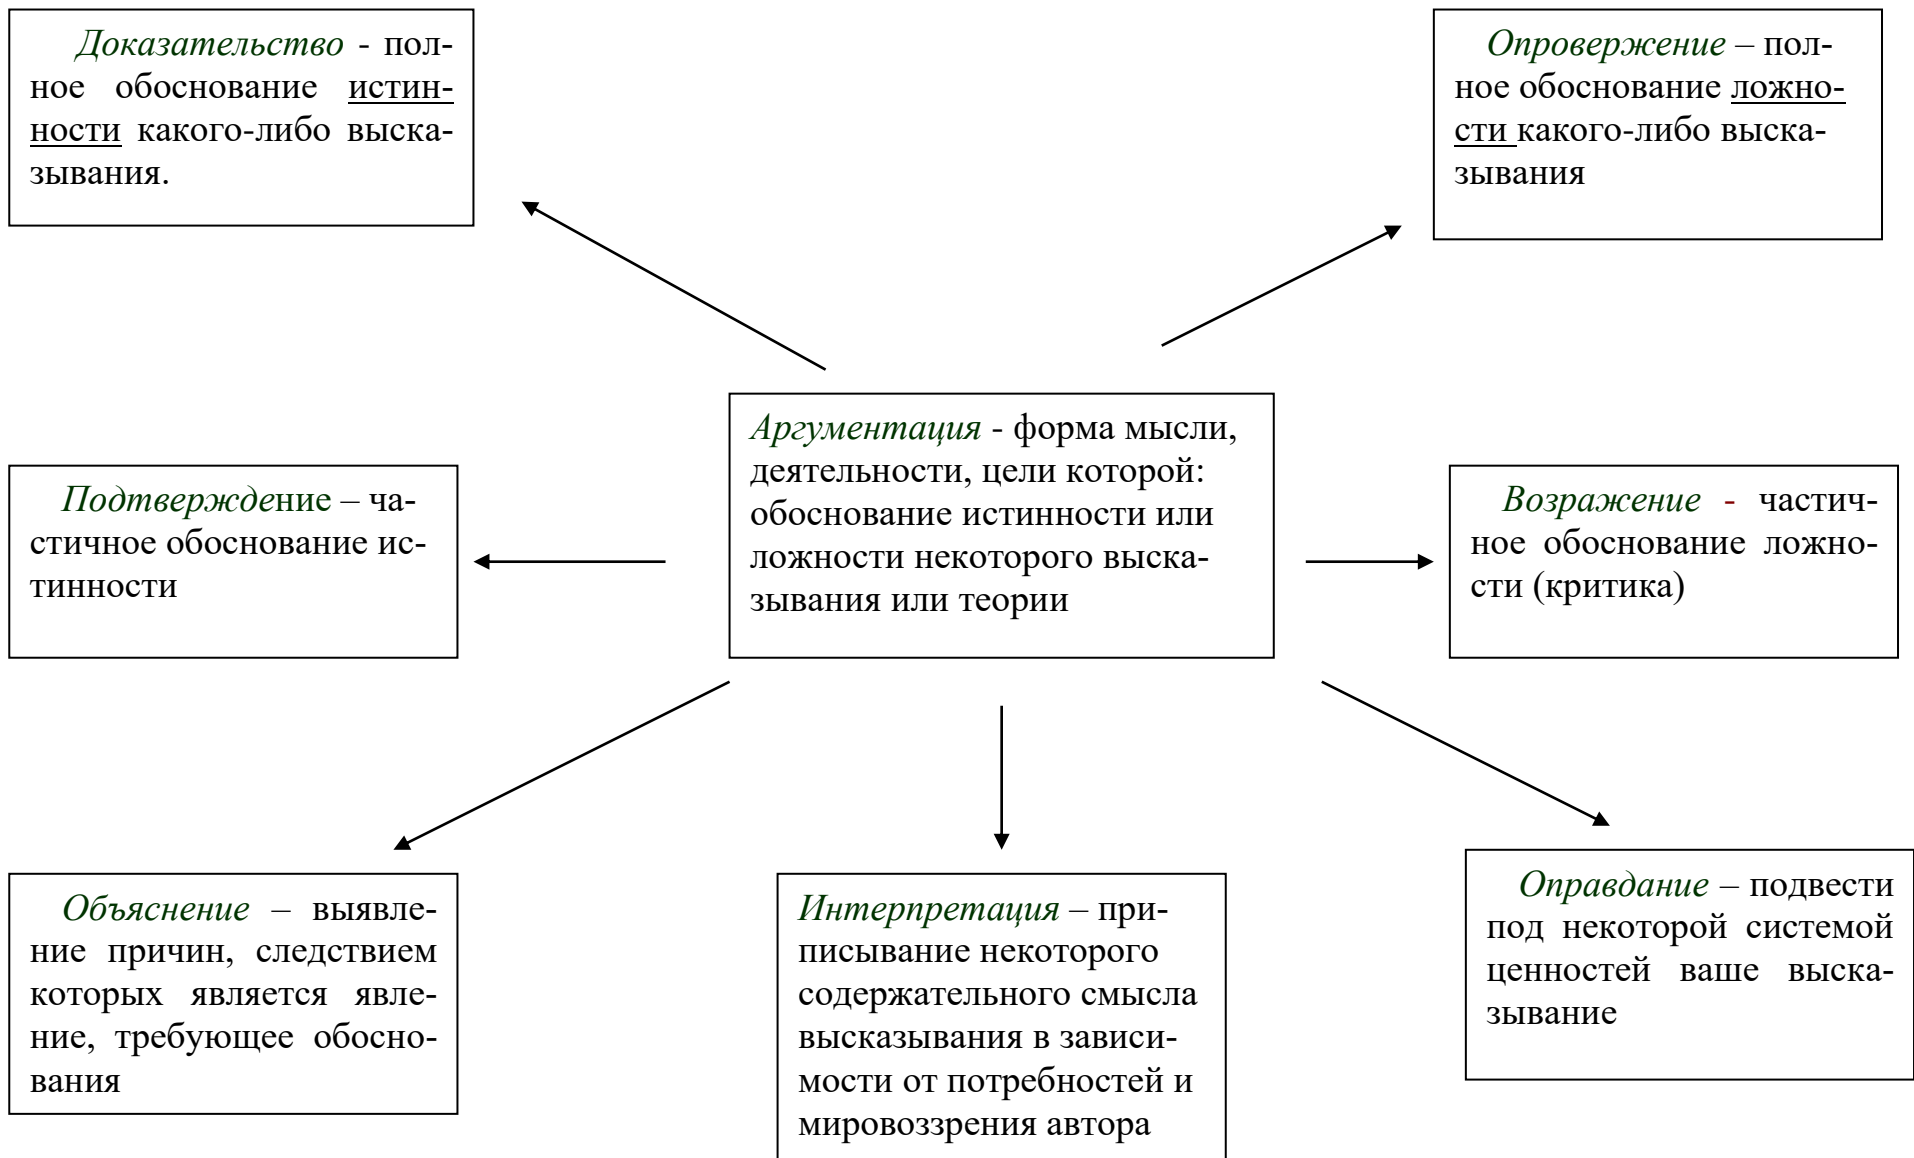 Доказательство - пол-
ное обоснование истин-
ности какого-либо выска-
зывания.
Опровержение – пол-
ное обоснование ложно-
сти какого-либо выска-
зывания
Аргументация - форма мысли,
деятельности, цели которой:
обоснование истинности или
ложности некоторого выска-
зывания или теории
Подтверждение – ча-
стичное обоснование ис-
тинности
Возражение - частич-
ное обоснование ложно-
сти (критика)
Объяснение – выявле-
ние причин, следствием
которых является явле-
ние, требующее обосно-
вания
Интерпретация – при-
писывание некоторого
содержательного смысла
высказывания в зависи-
мости от потребностей и
мировоззрения автора
Оправдание – подвести
под некоторой системой
ценностей ваше выска-
зывание